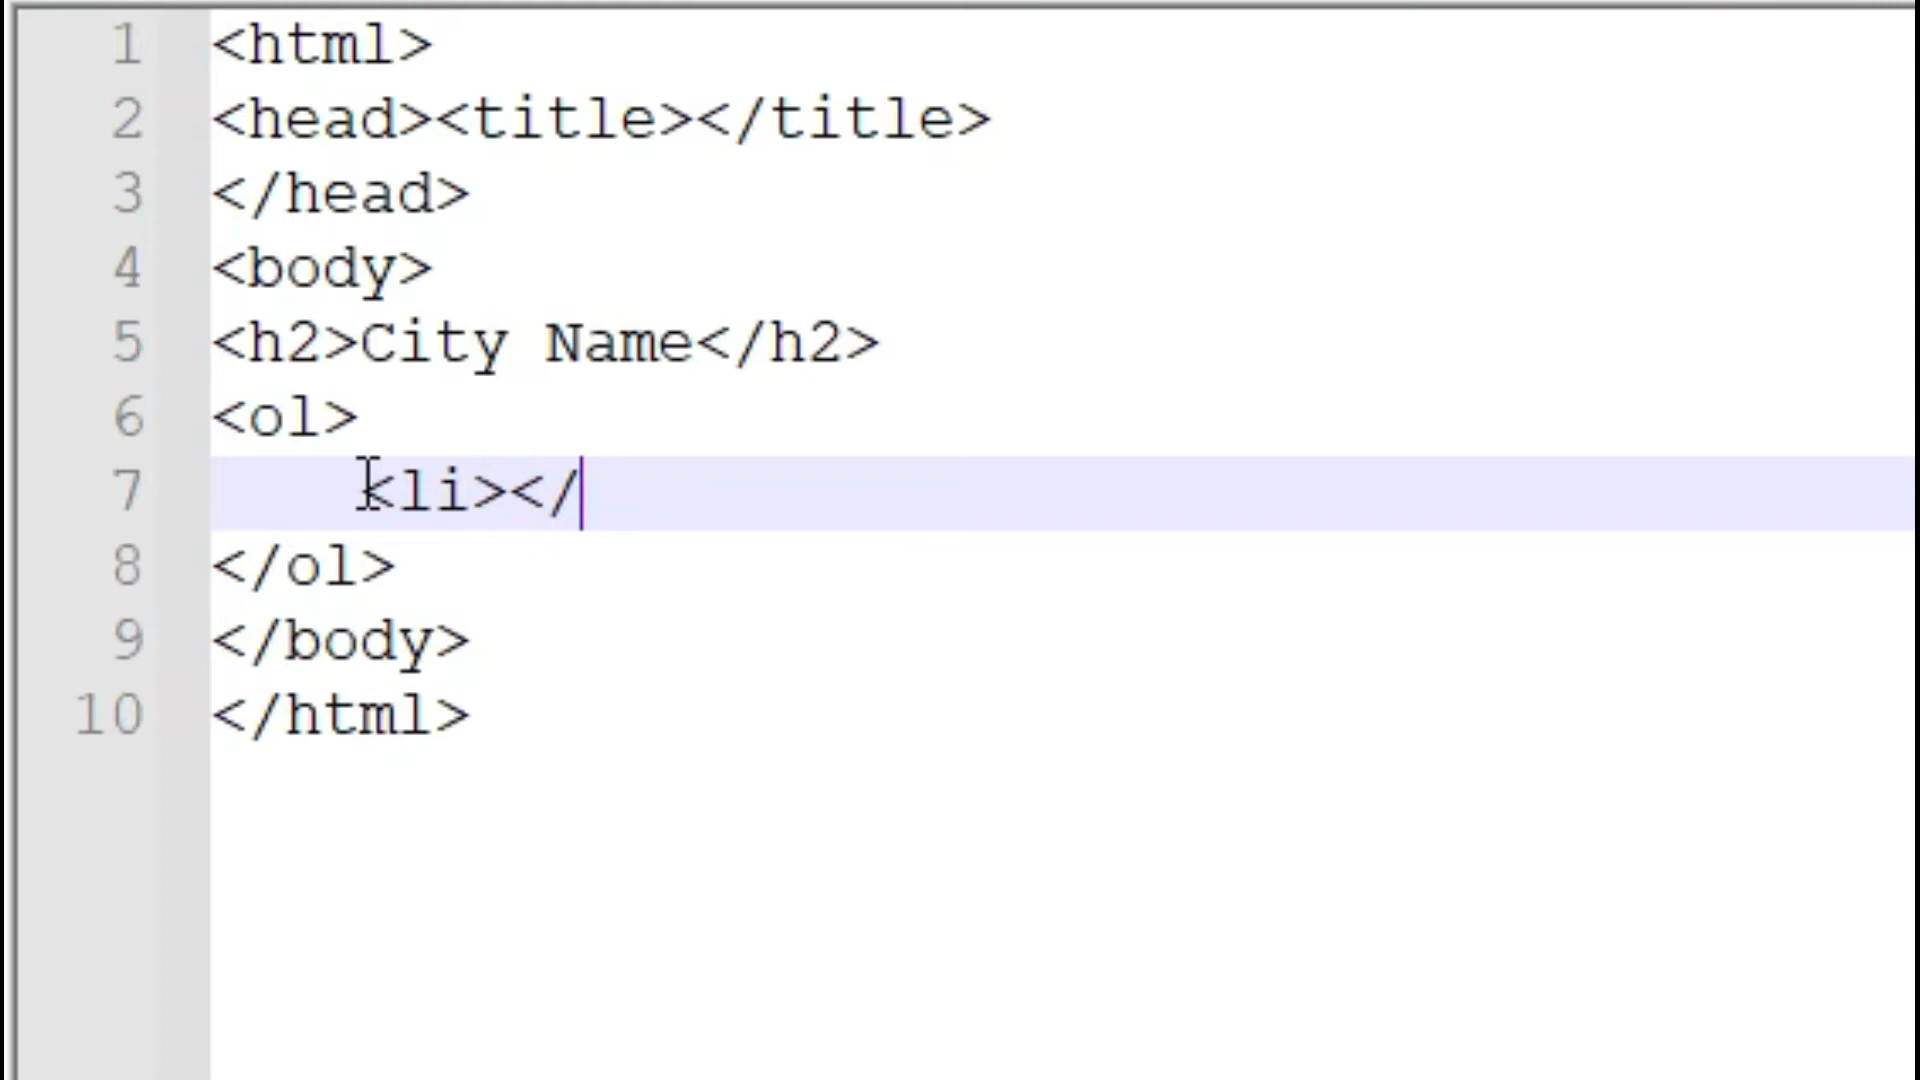 1 <html>
2 <head><title></title>
3 </head>
4 <body>
5 <h2>City Name</h2>
6 <ol>
7     <li></
8 </ol>
9 </body>
10 </html>